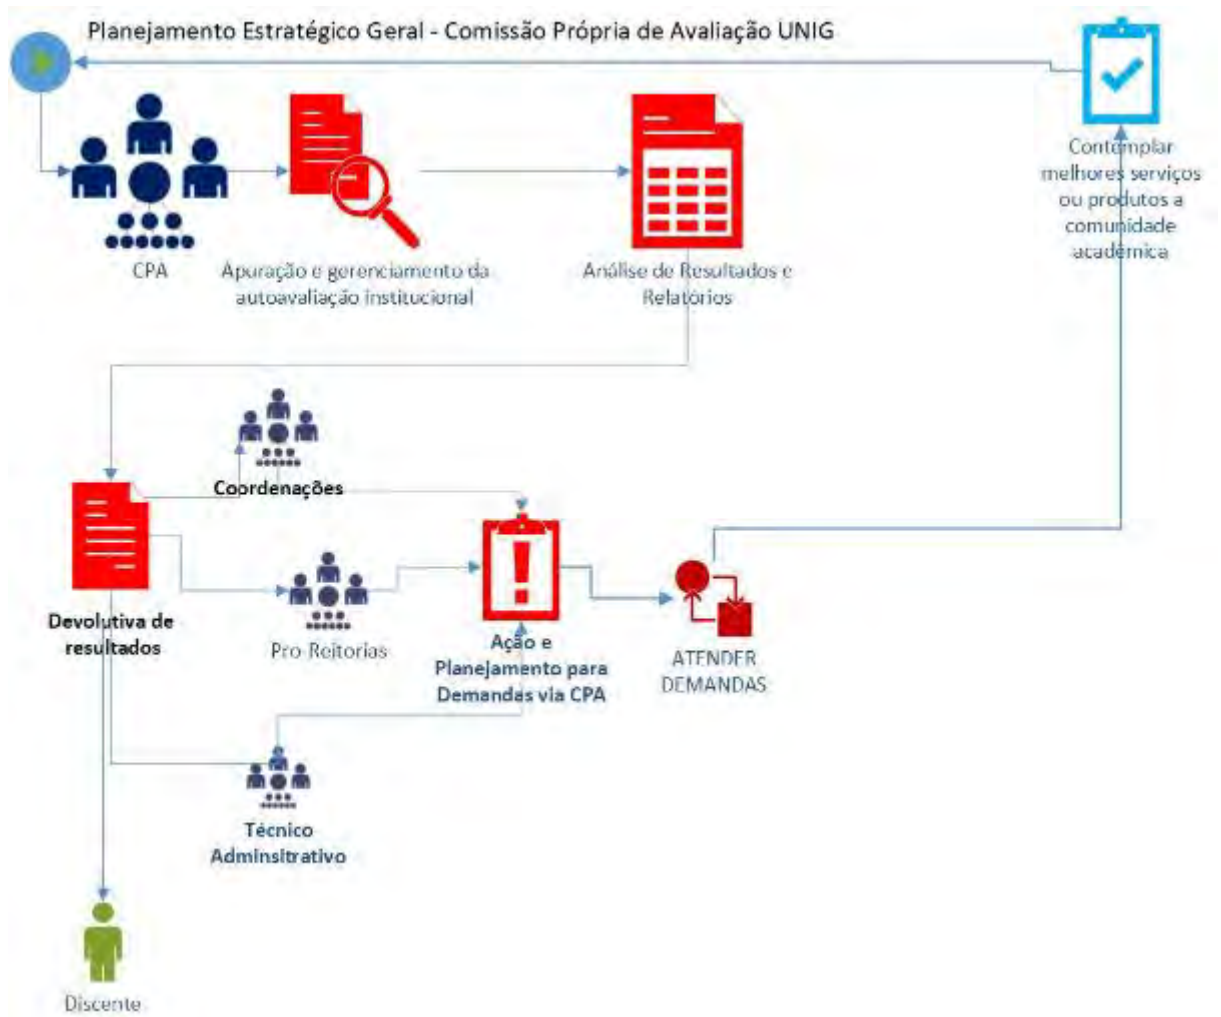 Planejamento Estratégico Geral - Comissão Própria de Avaliação UNIG
Contemplar
melhores serviços
ou produtos a
comunidade
acadêmica
CPA
Apuração e gerenciamento da
autoavaliação institucional
Análise de Resultados e
Relatórios
Coordenações
Devolutiva de
resultados
Pro-Reitorias
Ação e
Planejamento para
Demandas via CPA
ATENDER
DEMANDAS
Técnico
Adminsitrativo
Discente